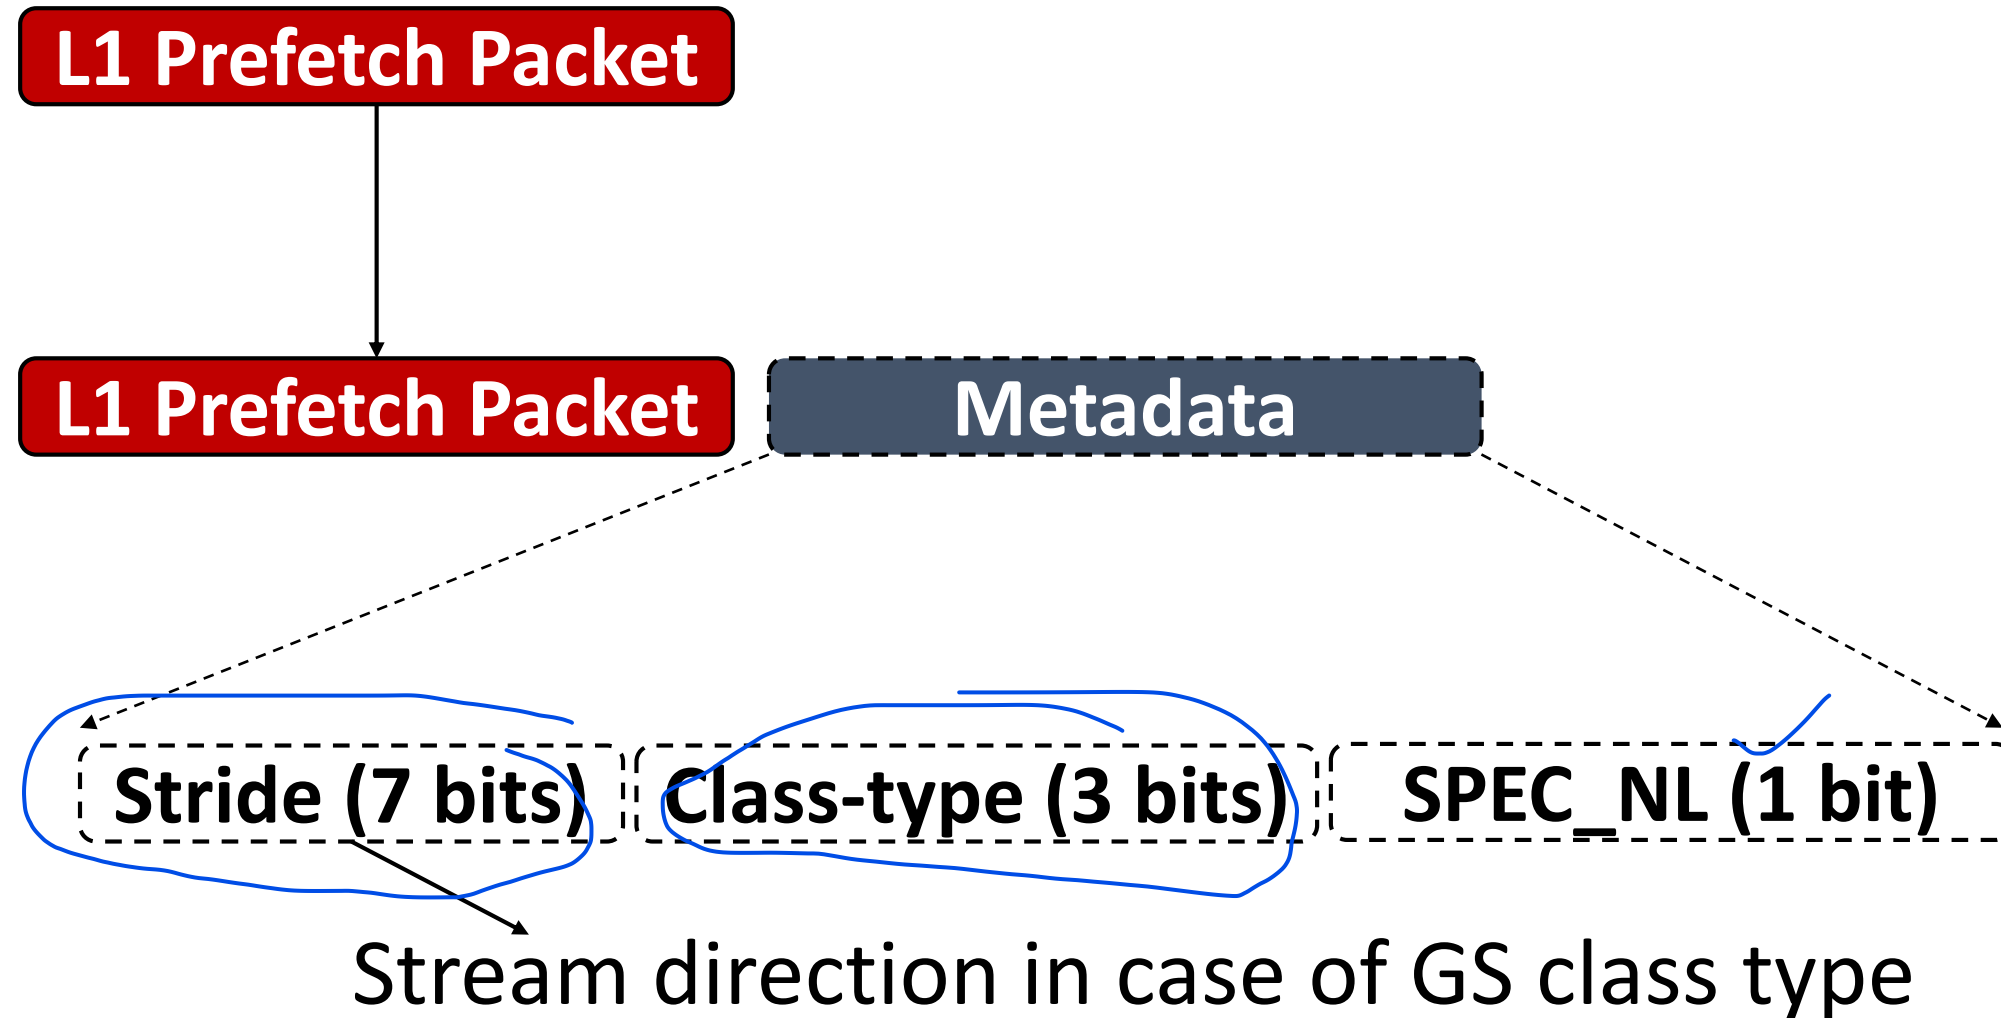 L1 Prefetch Packet
L1 Prefetch Packet
Metadata
Stride (7 bits)
Class-type (3 bits)
SPEC_NL (1 bit)
Stream direction in case of GS class type